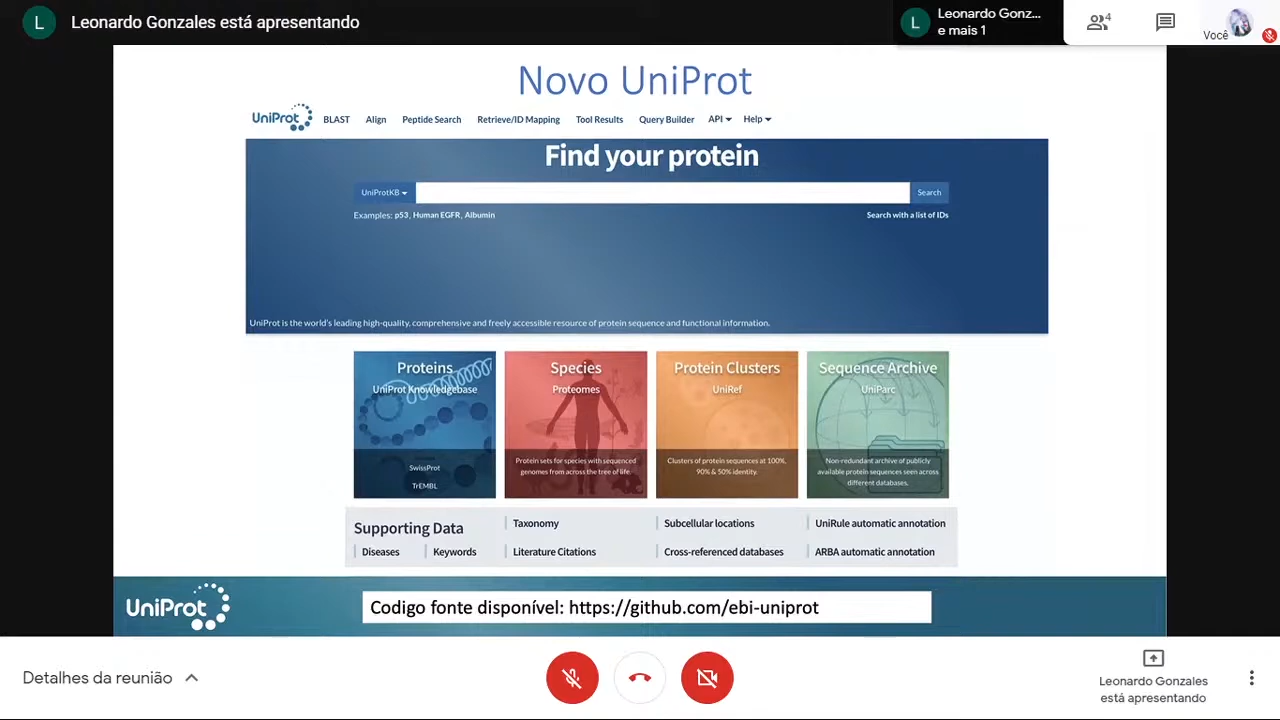 L Leonardo Gonzales está apresentando
L Leonardo Gonz...
e mais 1
4
Você
Novo UniProt
UniProt BLAST Align Peptide Search Retrieve/ID Mapping Tool Results Query Builder API Help
Find your protein
UniProtKB
Search
Examples: p53, Human EGFR, Albumin
Search with a list of IDs
UniProt is the world's leading high-quality, comprehensive and freely accessible resource of protein sequence and functional information.
Proteins
UniProt Knowledgebase
SwissProt
TrEMBL
Species
Proteomes
Protein sets for species with sequenced
genomes from across the tree of life.
Protein Clusters
UniRef
Clusters of protein sequences at 100%,
90% & 50% identity.
Sequence Archive
UniParc
Non-redundant archive of publicly
available protein sequences seen across
different databases.
Supporting Data
Taxonomy
Subcellular locations
UniRule automatic annotation
Diseases
Keywords
Literature Citations
Cross-referenced databases
ARBA automatic annotation
UniProt
Codigo fonte disponível: https://github.com/ebi-uniprot
Detalhes da reunião
Leonardo Gonzales
está apresentando